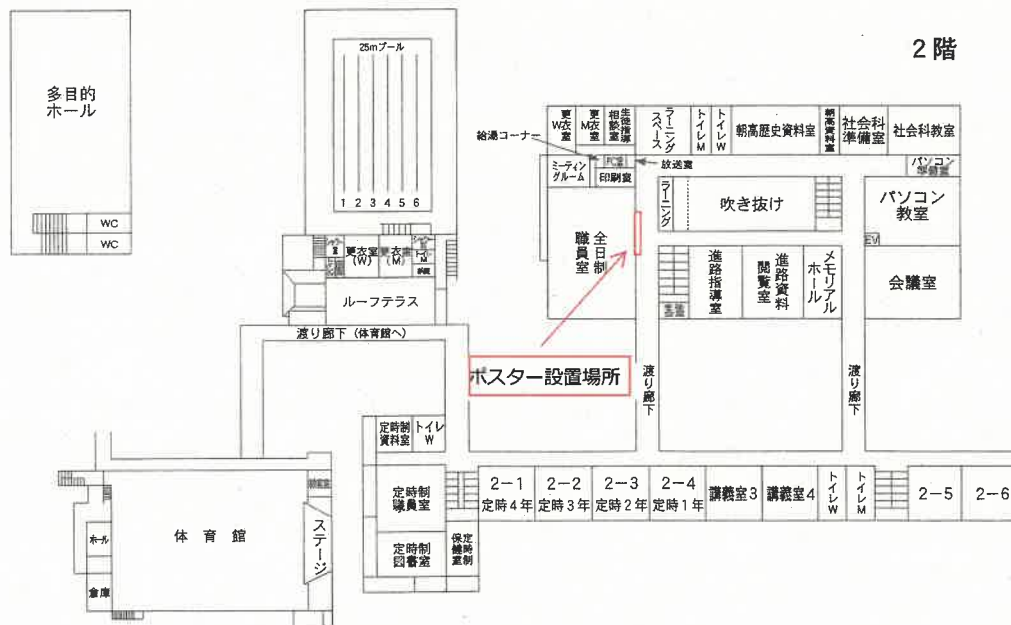 2階
多目的
ホール
WC
WC
25mプール
1 2 3 4 5 6
更衣室
(W)
更衣室
(M)
ルーフテラス
渡り廊下(体育館へ)
更衣室
W
更衣室
M
生徒指導
相談室
ラーニング
スペース
トイレM
トイレW
朝高歴史資料室
朝高資料室
社会科
準備室
社会科教室
給湯コーナー
放送室
ミーティン
グルーム
印刷室
パソコン
準備室
ラーニング
吹き抜け
パソコン
教室
EV
全日制
職員室
進路指導室
進路資料
閲覧室
メモリアル
ホール
会議室
ポスター設置場所
渡り廊下
渡り廊下
定時制
資料室
トイレ
W
定時制
職員室
2-1
定時4年
2-2
定時3年
2-3
定時2年
2-4
定時1年
講義室3
講義室4
トイレW
トイレM
2-5
2-6
定時制
図書室
定時制
保健室
体育館
ステージ
ホール
倉庫